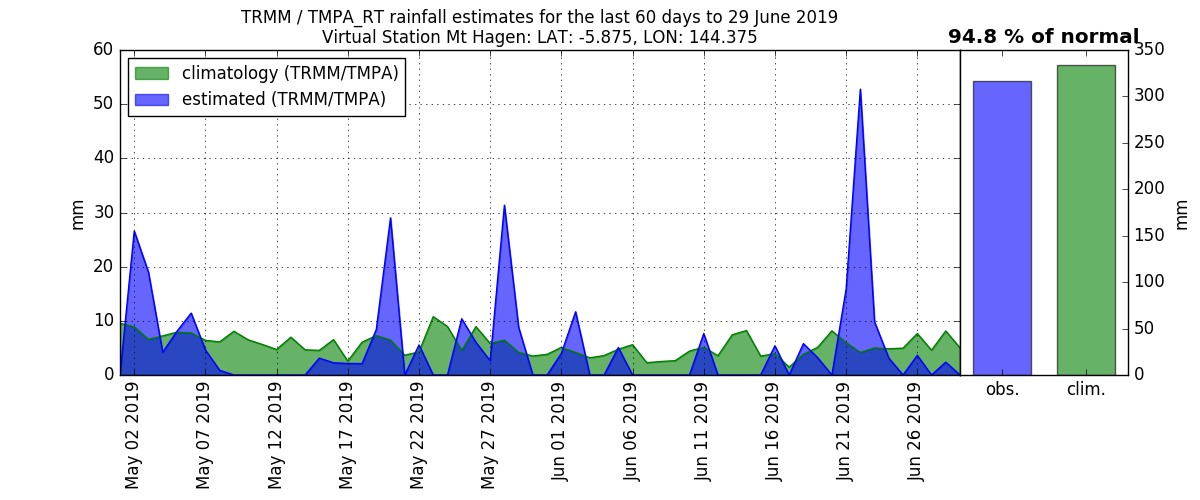 TRMM / TMPA_RT rainfall estimates for the last 60 days to 29 June 2019
Virtual Station Mt Hagen: LAT: -5.875, LON: 144.375
94.8 % of normal
climatology (TRMM/TMPA)
estimated (TRMM/TMPA)
60
50
40
30
20
10
0
mm
May 02 2019
May 07 2019
May 12 2019
May 17 2019
May 22 2019
May 27 2019
Jun 01 2019
Jun 06 2019
Jun 11 2019
Jun 16 2019
Jun 21 2019
Jun 26 2019
obs.
clim.
350
300
250
200
150
100
50
0
mm